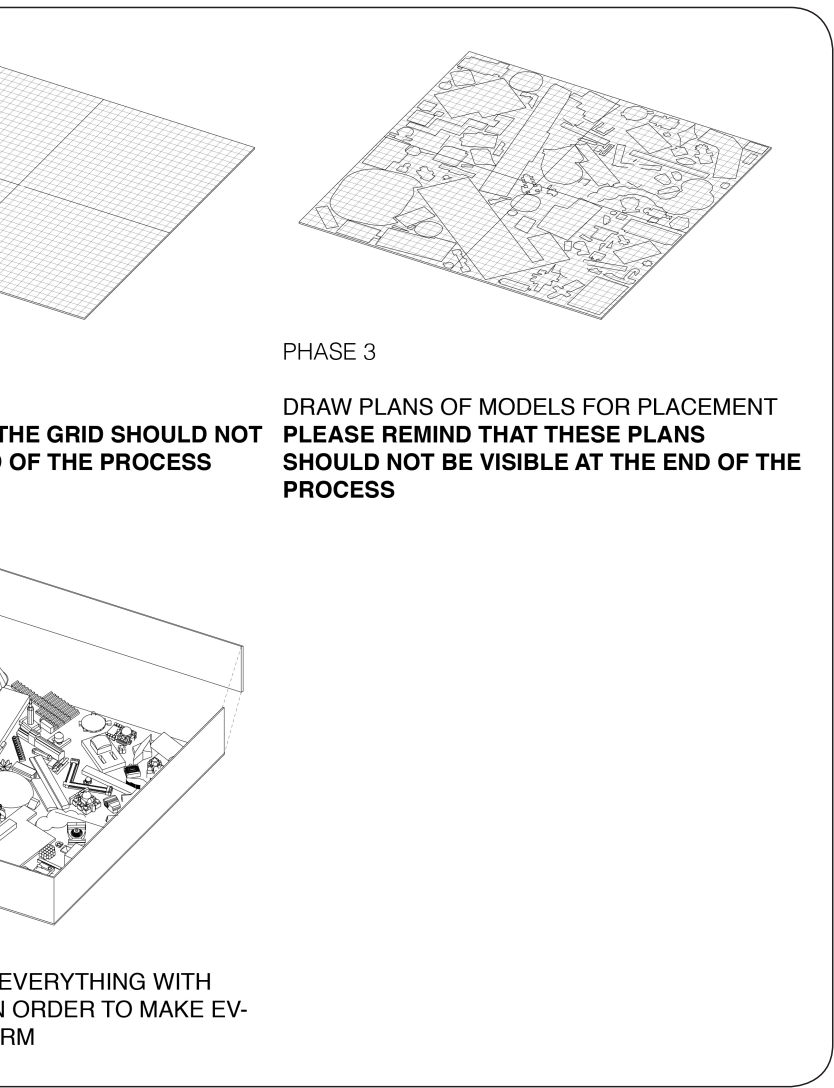 THE GRID SHOULD NOT
OF THE PROCESS
PHASE 3
DRAW PLANS OF MODELS FOR PLACEMENT
PLEASE REMIND THAT THESE PLANS
SHOULD NOT BE VISIBLE AT THE END OF THE
PROCESS
EVERYTHING WITH
ORDER TO MAKE EV-
RM